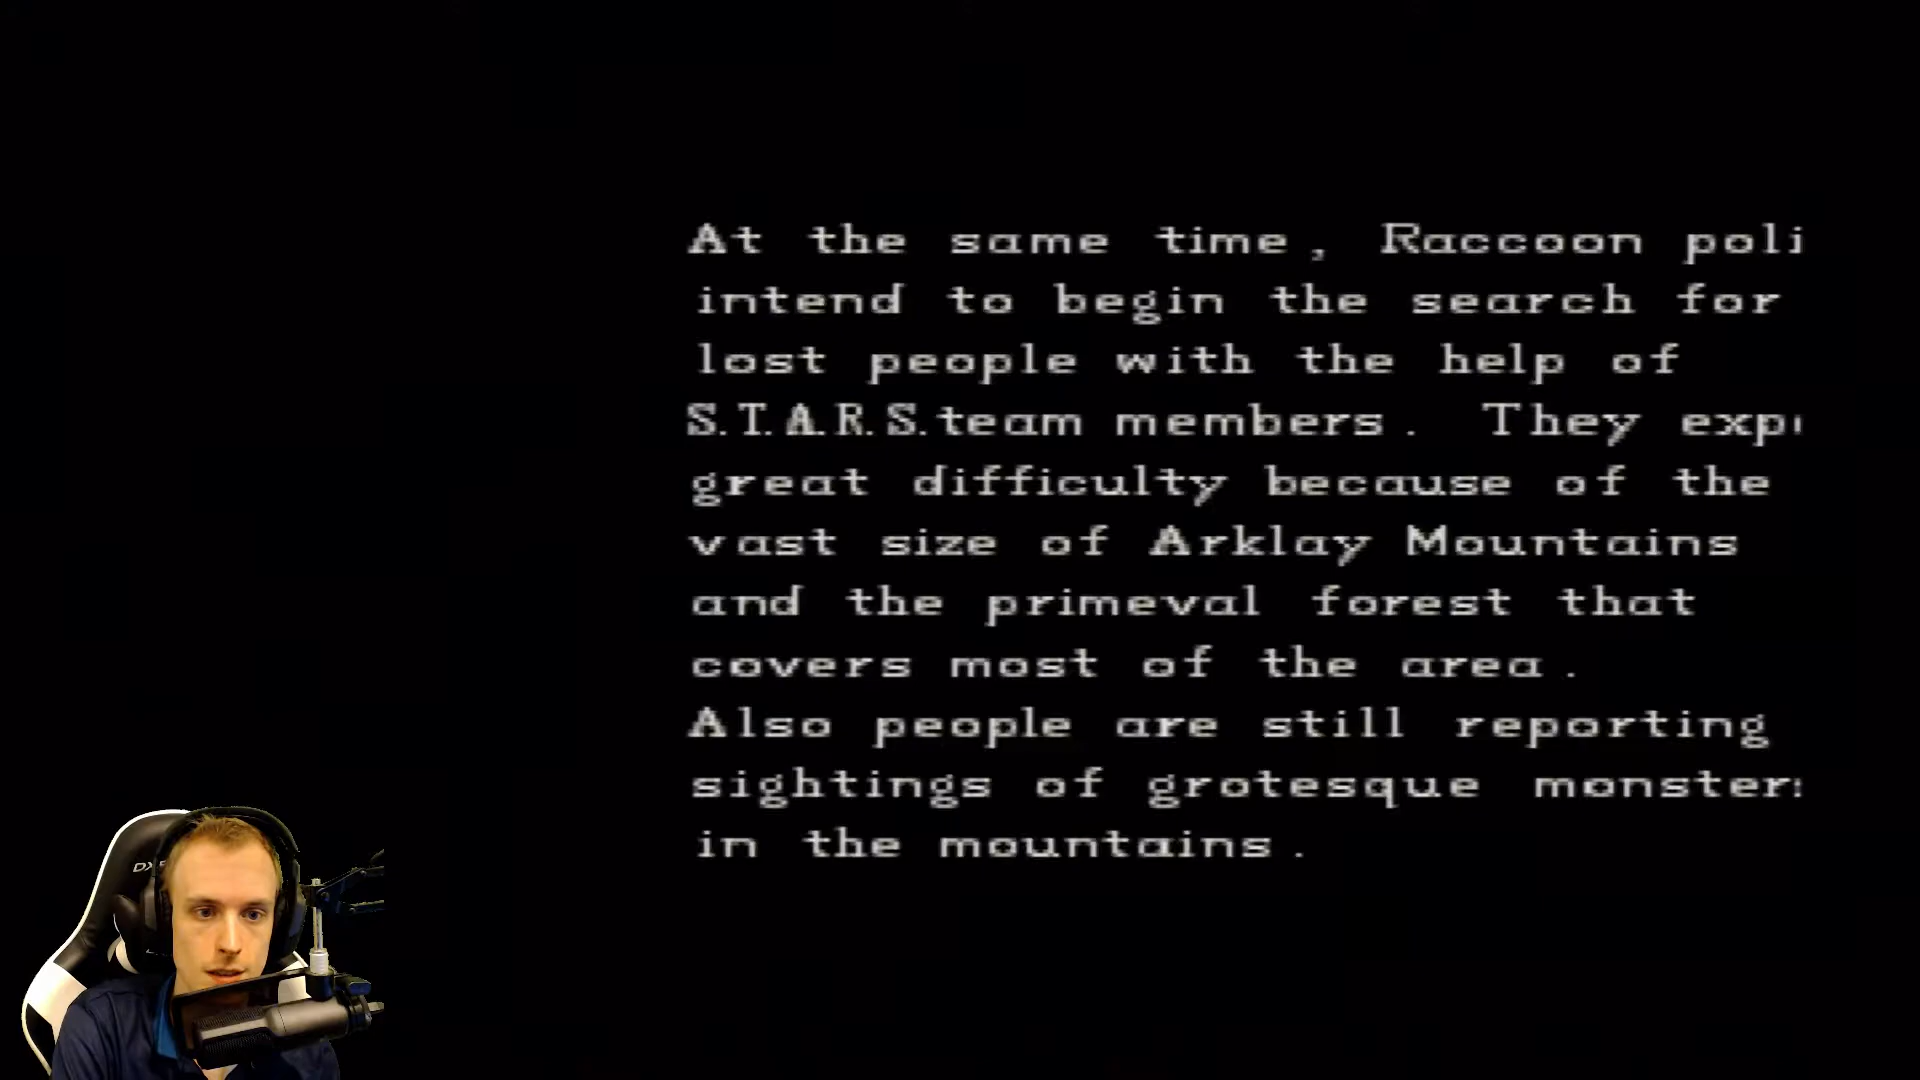 At the same time, Raccoon poli
intend to begin the search for
lost people with the help of
S.T.A.R.S.team members. They exp
great difficulty because of the
vast size of Arklay Mountains
and the primeval forest that
covers most of the area.
Also people are still reporting
sightings of grotesque monsters
in the mountains.